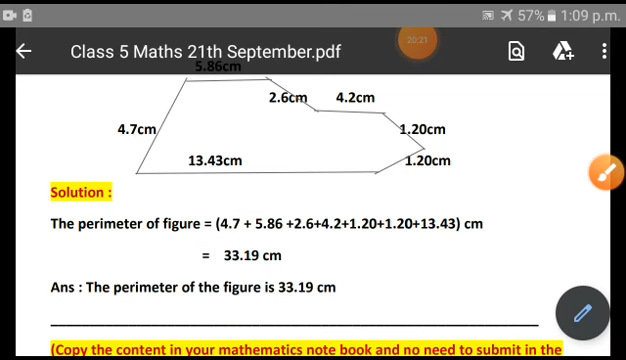 57% 1:09 p.m.
Class 5 Maths 21th September.pdf
20:21
5.86cm
2.6cm 4.2cm
4.7cm 1.20cm
13.43cm 1.20cm
Solution :
The perimeter of figure = (4.7 + 5.86 +2.6+4.2+1.20+1.20+13.43) cm
= 33.19 cm
Ans : The perimeter of the figure is 33.19 cm
(Copy the content in your mathematics note book and no need to submit in the